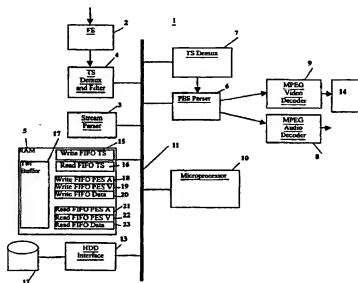 1
FE
2
TS Demux
7
4
TS
Demux
and Filter
PES Parser
6
9
MPEG
Video
Decoder
14
Stream
Parser
3
MPEG
Audio
Decoder
8
5
17
RAM
TMI
Buffer
15
Write FIFO TS
Read FIFO TS
16
11
10
Microprocessor
Write FIFO PES A
18
Write FIFO PES V
19
Write FIFO Data
20
Read FIFO PES A
21
Read FIFO PES V
22
Read FIFO Data
23
13
HDD
Interface
12